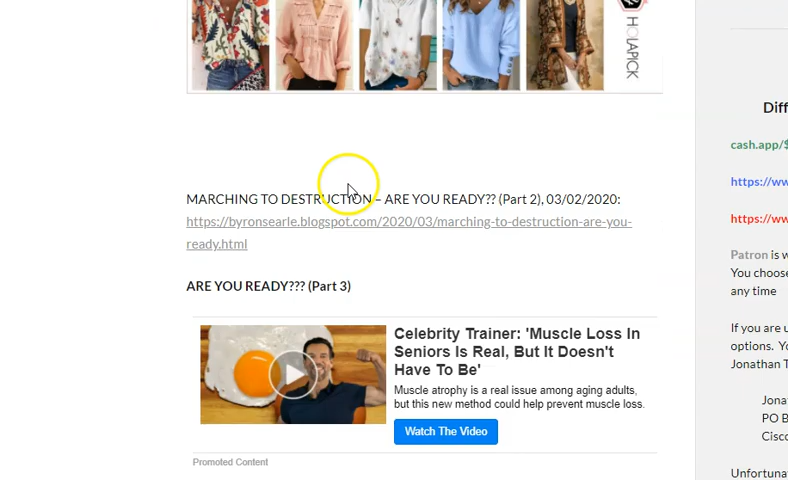 HOLAPICK
Diff
MARCHING TO DESTRUCTION – ARE YOU READY?? (Part 2), 03/02/2020:
https://byronsearle.blogspot.com/2020/03/marching-to-destruction-are-you-
ready.html
ARE YOU READY??? (Part 3)
Celebrity Trainer: 'Muscle Loss In
Seniors Is Real, But It Doesn't
Have To Be'
Muscle atrophy is a real issue among aging adults,
but this new method could help prevent muscle loss.
Watch The Video
Promoted Content
cash.app/$
https://ww
https://ww
Patron is w
You choose
any time
If you are u
options. Yo
Jonathan T
Jona
PO B
Cisco
Unfortunat